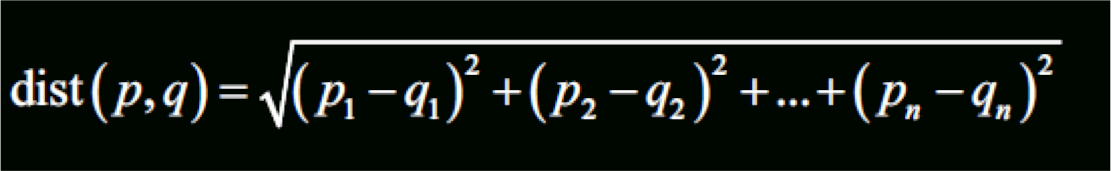 dist(p,q)=√(p₁−q₁)²+(p₂−q₂)²+...+(pₙ−qₙ)²